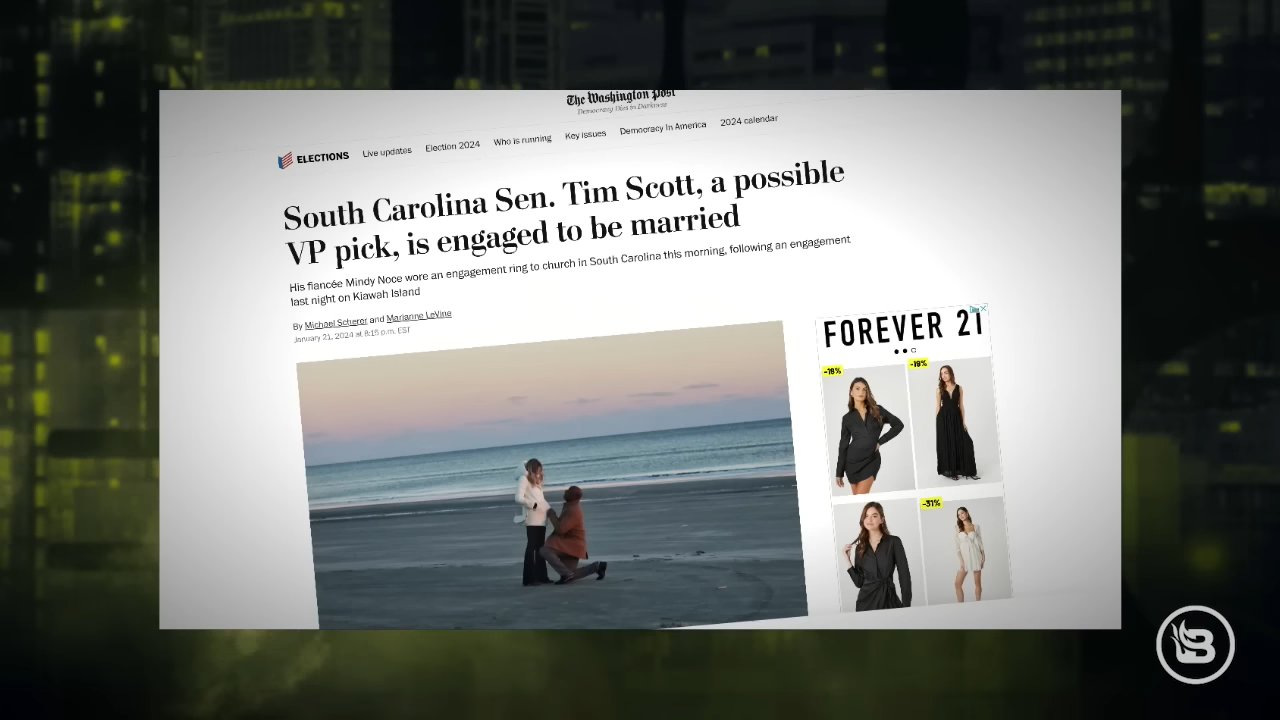 The Washington Post
Democracy Dies in Darkness
ELECTIONS Live updates Election 2024 Who is running Key issues Democracy in America 2024 calendar
South Carolina Sen. Tim Scott, a possible
VP pick, is engaged to be married
His fiancée Mindy Noce wore an engagement ring to church in South Carolina this morning, following an engagement
last night on Kiawah Island
By Michael Scherer and Marianne LeVine
January 21, 2024 at 8:15 p.m. EST
FOREVER 21
-18%
-19%
-31%
B